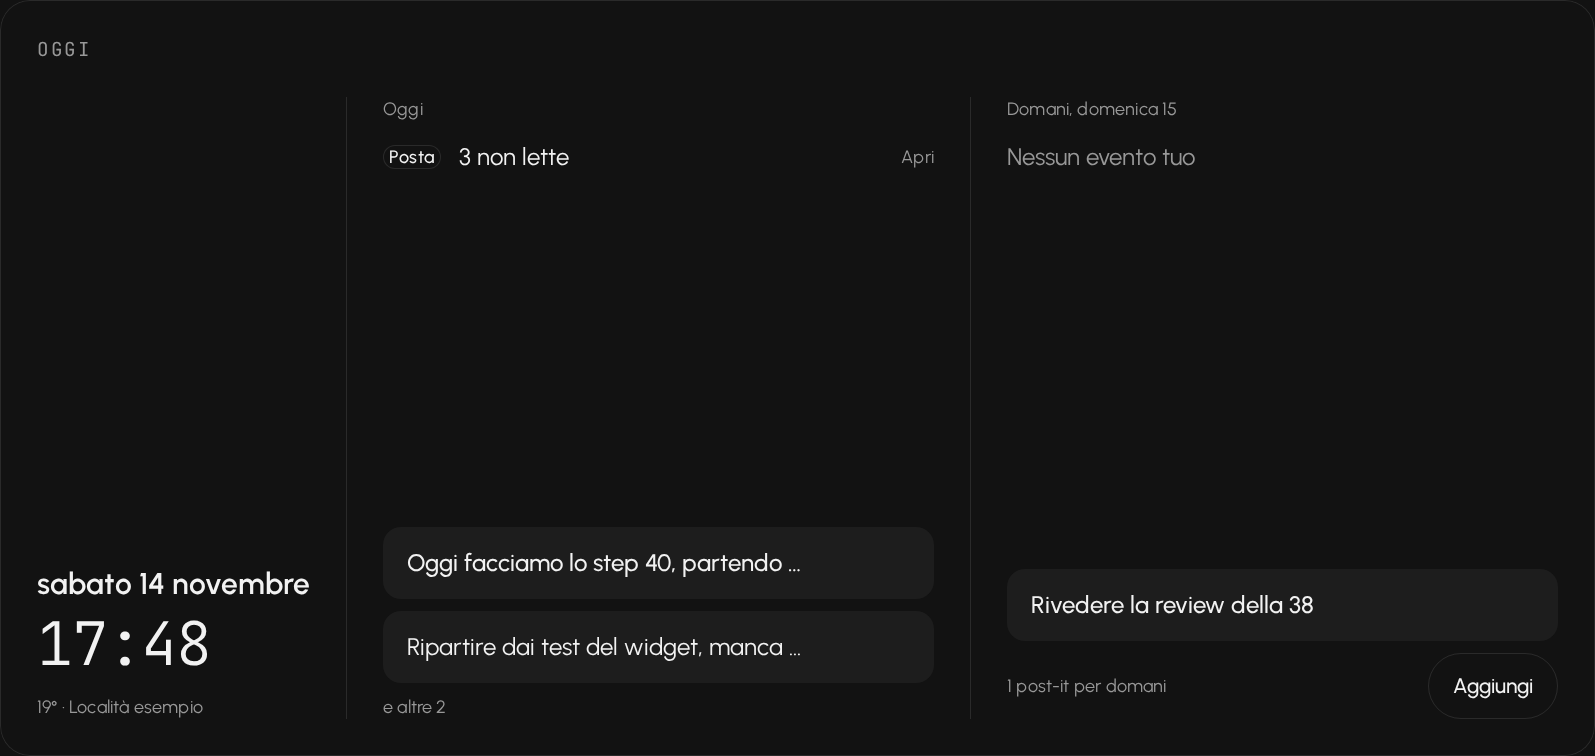 OGGI
sabato 14 novembre
17:48
19° · Località esempio
Oggi
Posta 3 non lette Apri
Oggi facciamo lo step 40, partendo ...
Ripartire dai test del widget, manca ...
e altre 2
Domani, domenica 15
Nessun evento tuo
Rivedere la review della 38
1 post-it per domani Aggiungi